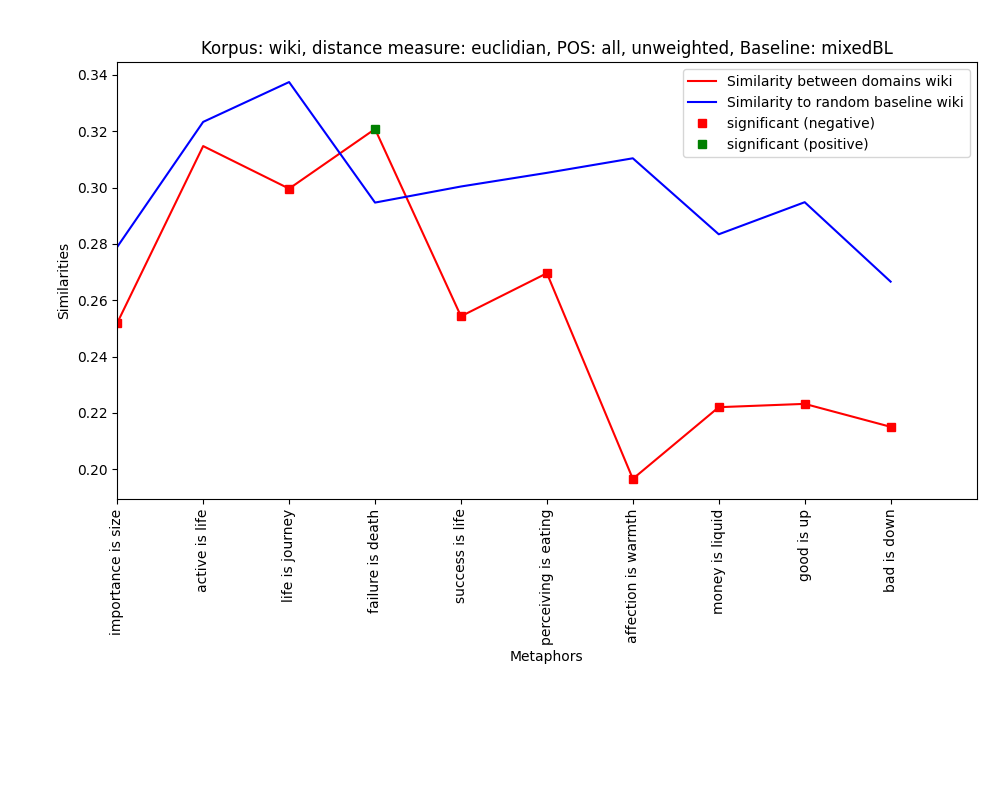 Korpus: wiki, distance measure: euclidian, POS: all, unweighted, Baseline: mixedBL
Similarity between domains wiki
Similarity to random baseline wiki
significant (negative)
significant (positive)
Similarities
0.34
0.32
0.30
0.28
0.26
0.24
0.22
0.20
importance is size
active is life
life is journey
failure is death
success is life
perceiving is eating
affection is warmth
money is liquid
good is up
bad is down
Metaphors